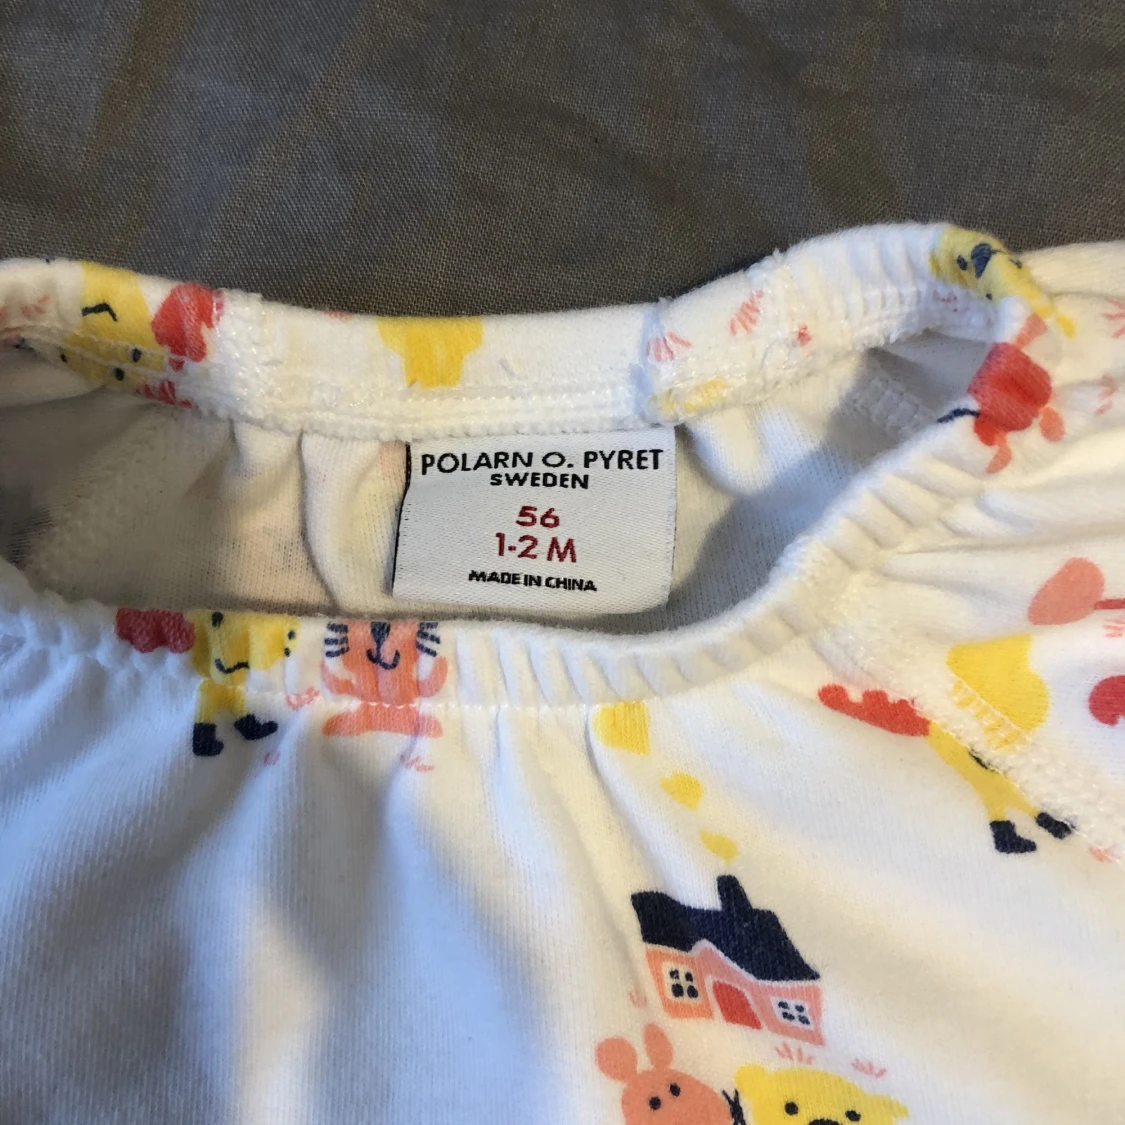 POLARN O. PYRET
SWEDEN
56
1-2 M
MADE IN CHINA